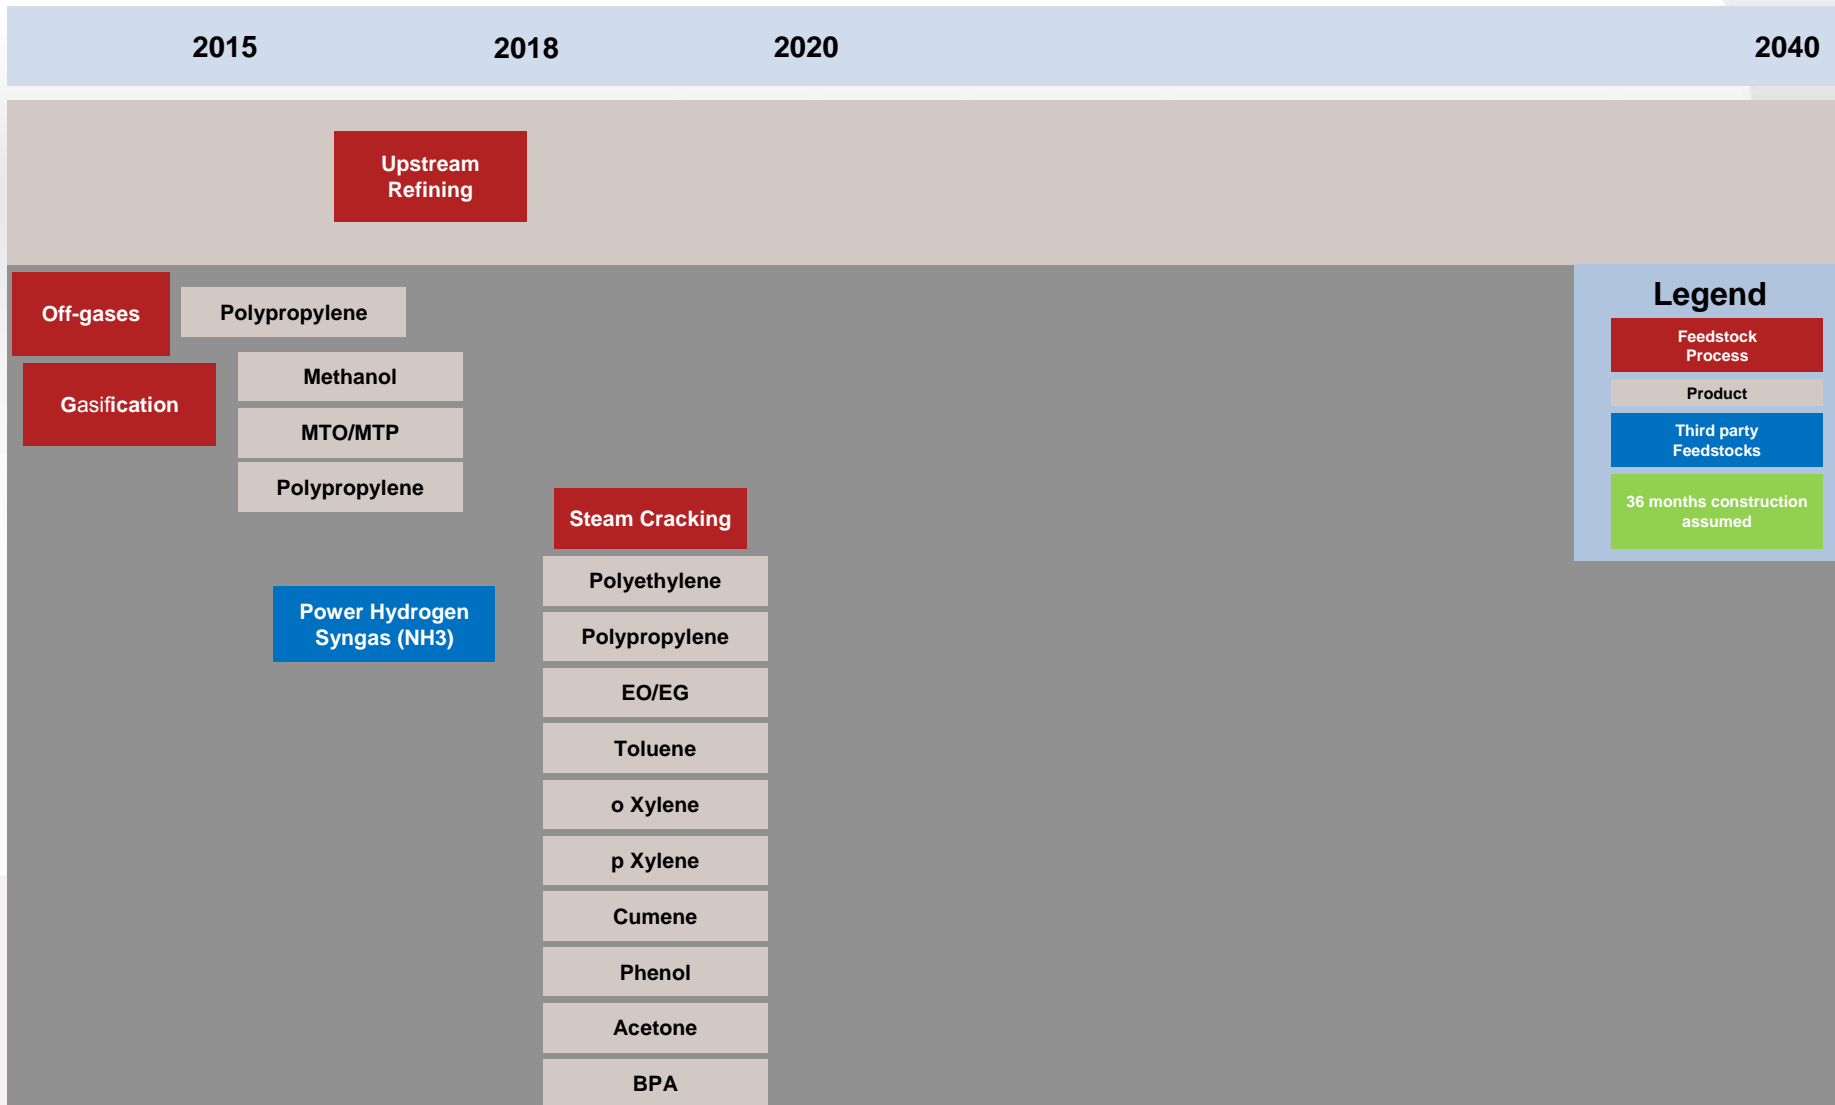 2015
2018
2020
2040
Upstream
Refining
Off-gases
Polypropylene
Gasification
Methanol
MTO/MTP
Polypropylene
Steam Cracking
Power Hydrogen
Syngas (NH3)
Polyethylene
Polypropylene
EO/EG
Toluene
o Xylene
p Xylene
Cumene
Phenol
Acetone
BPA
Legend
Feedstock
Process
Product
Third party
Feedstocks
36 months construction
assumed